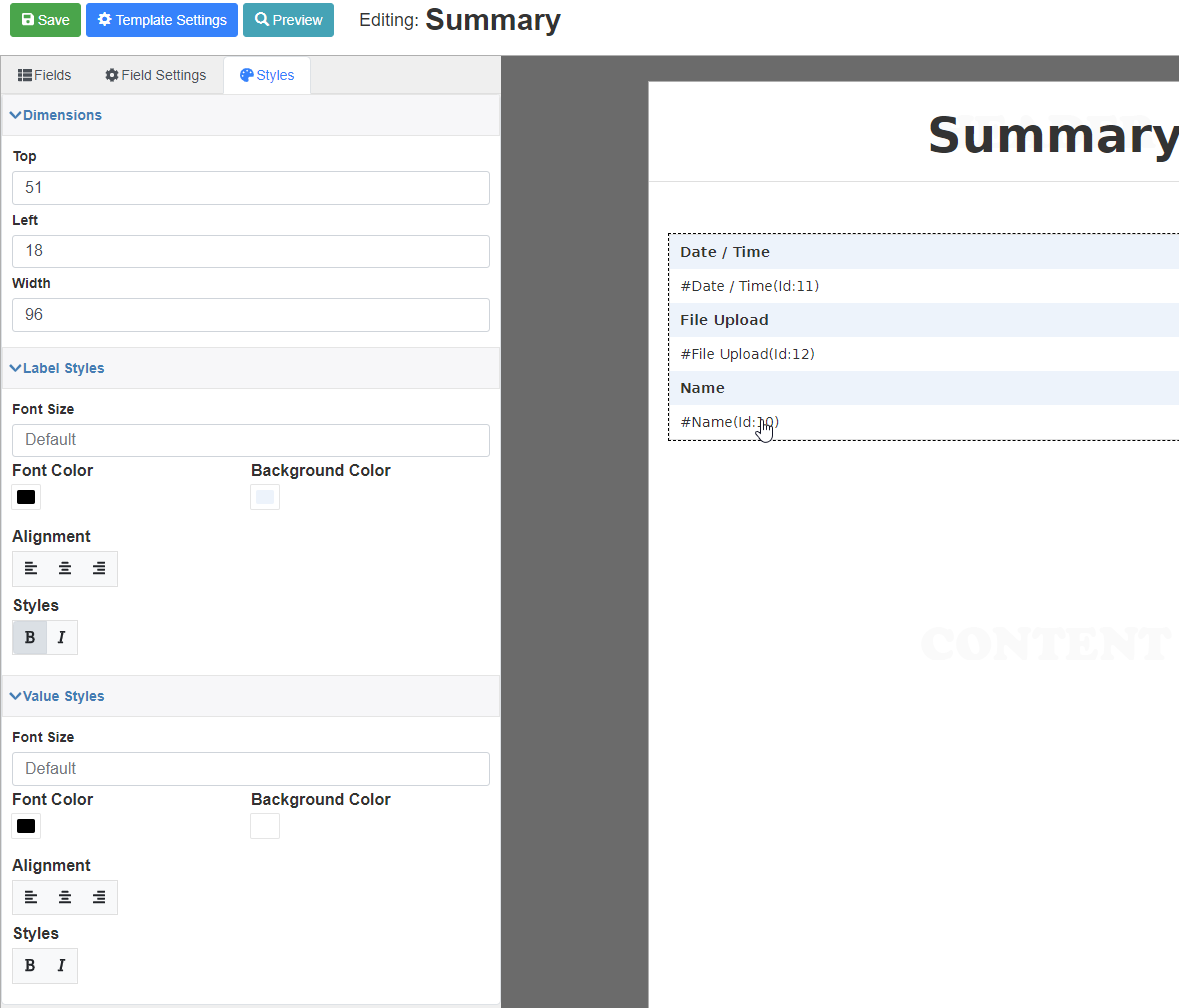 Save Template Settings Preview Editing: Summary
Fields Field Settings Styles
Dimensions
Top
51
Left
18
Width
96
Label Styles
Font Size
Default
Font Color Background Color
Alignment
Styles
B I
Value Styles
Font Size
Default
Font Color Background Color
Alignment
Styles
B I
Summary
Date / Time
#Date / Time(Id:11)
File Upload
#File Upload(Id:12)
Name
#Name(Id:10)
CONTENT